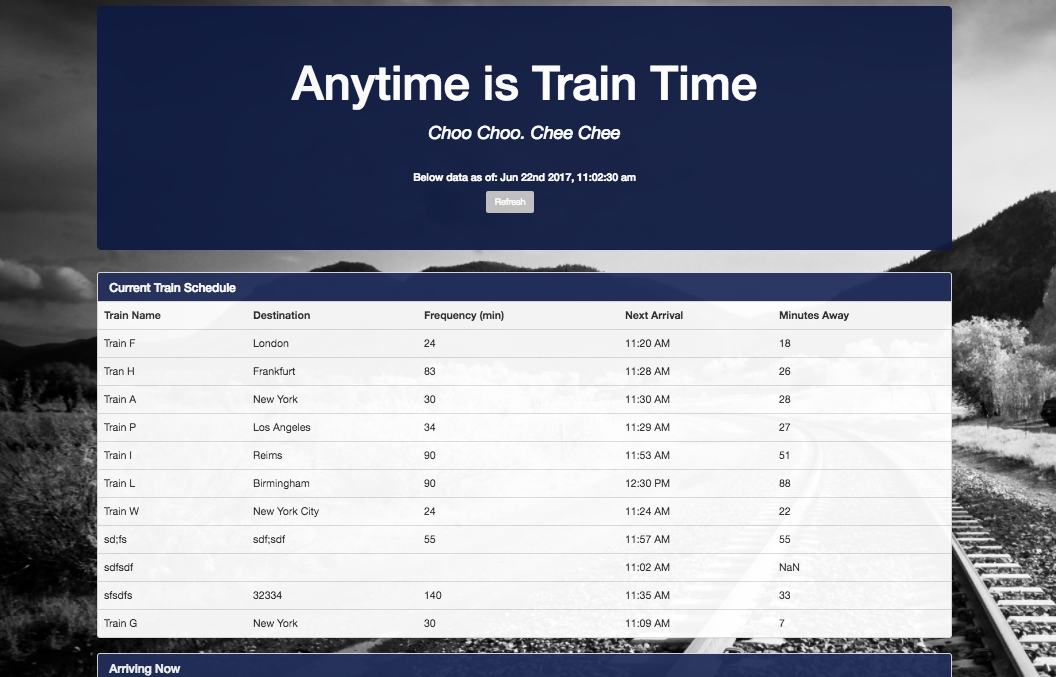 Anytime is Train Time
Choo Choo. Chee Chee
Below data as of: Jun 22nd 2017, 11:02:30 am
Refresh
Current Train Schedule
Train Name Destination Frequency (min) Next Arrival Minutes Away
Train F London 24 11:20 AM 18
Tran H Frankfurt 83 11:28 AM 26
Train A New York 30 11:30 AM 28
Train P Los Angeles 34 11:29 AM 27
Train I Reims 90 11:53 AM 51
Train L Birmingham 90 12:30 PM 88
Train W New York City 24 11:24 AM 22
sd;fs sdf;sdf 55 11:57 AM 55
sdfsdf 11:02 AM NaN
sfsdfs 32334 140 11:35 AM 33
Train G New York 30 11:09 AM 7
Arriving Now